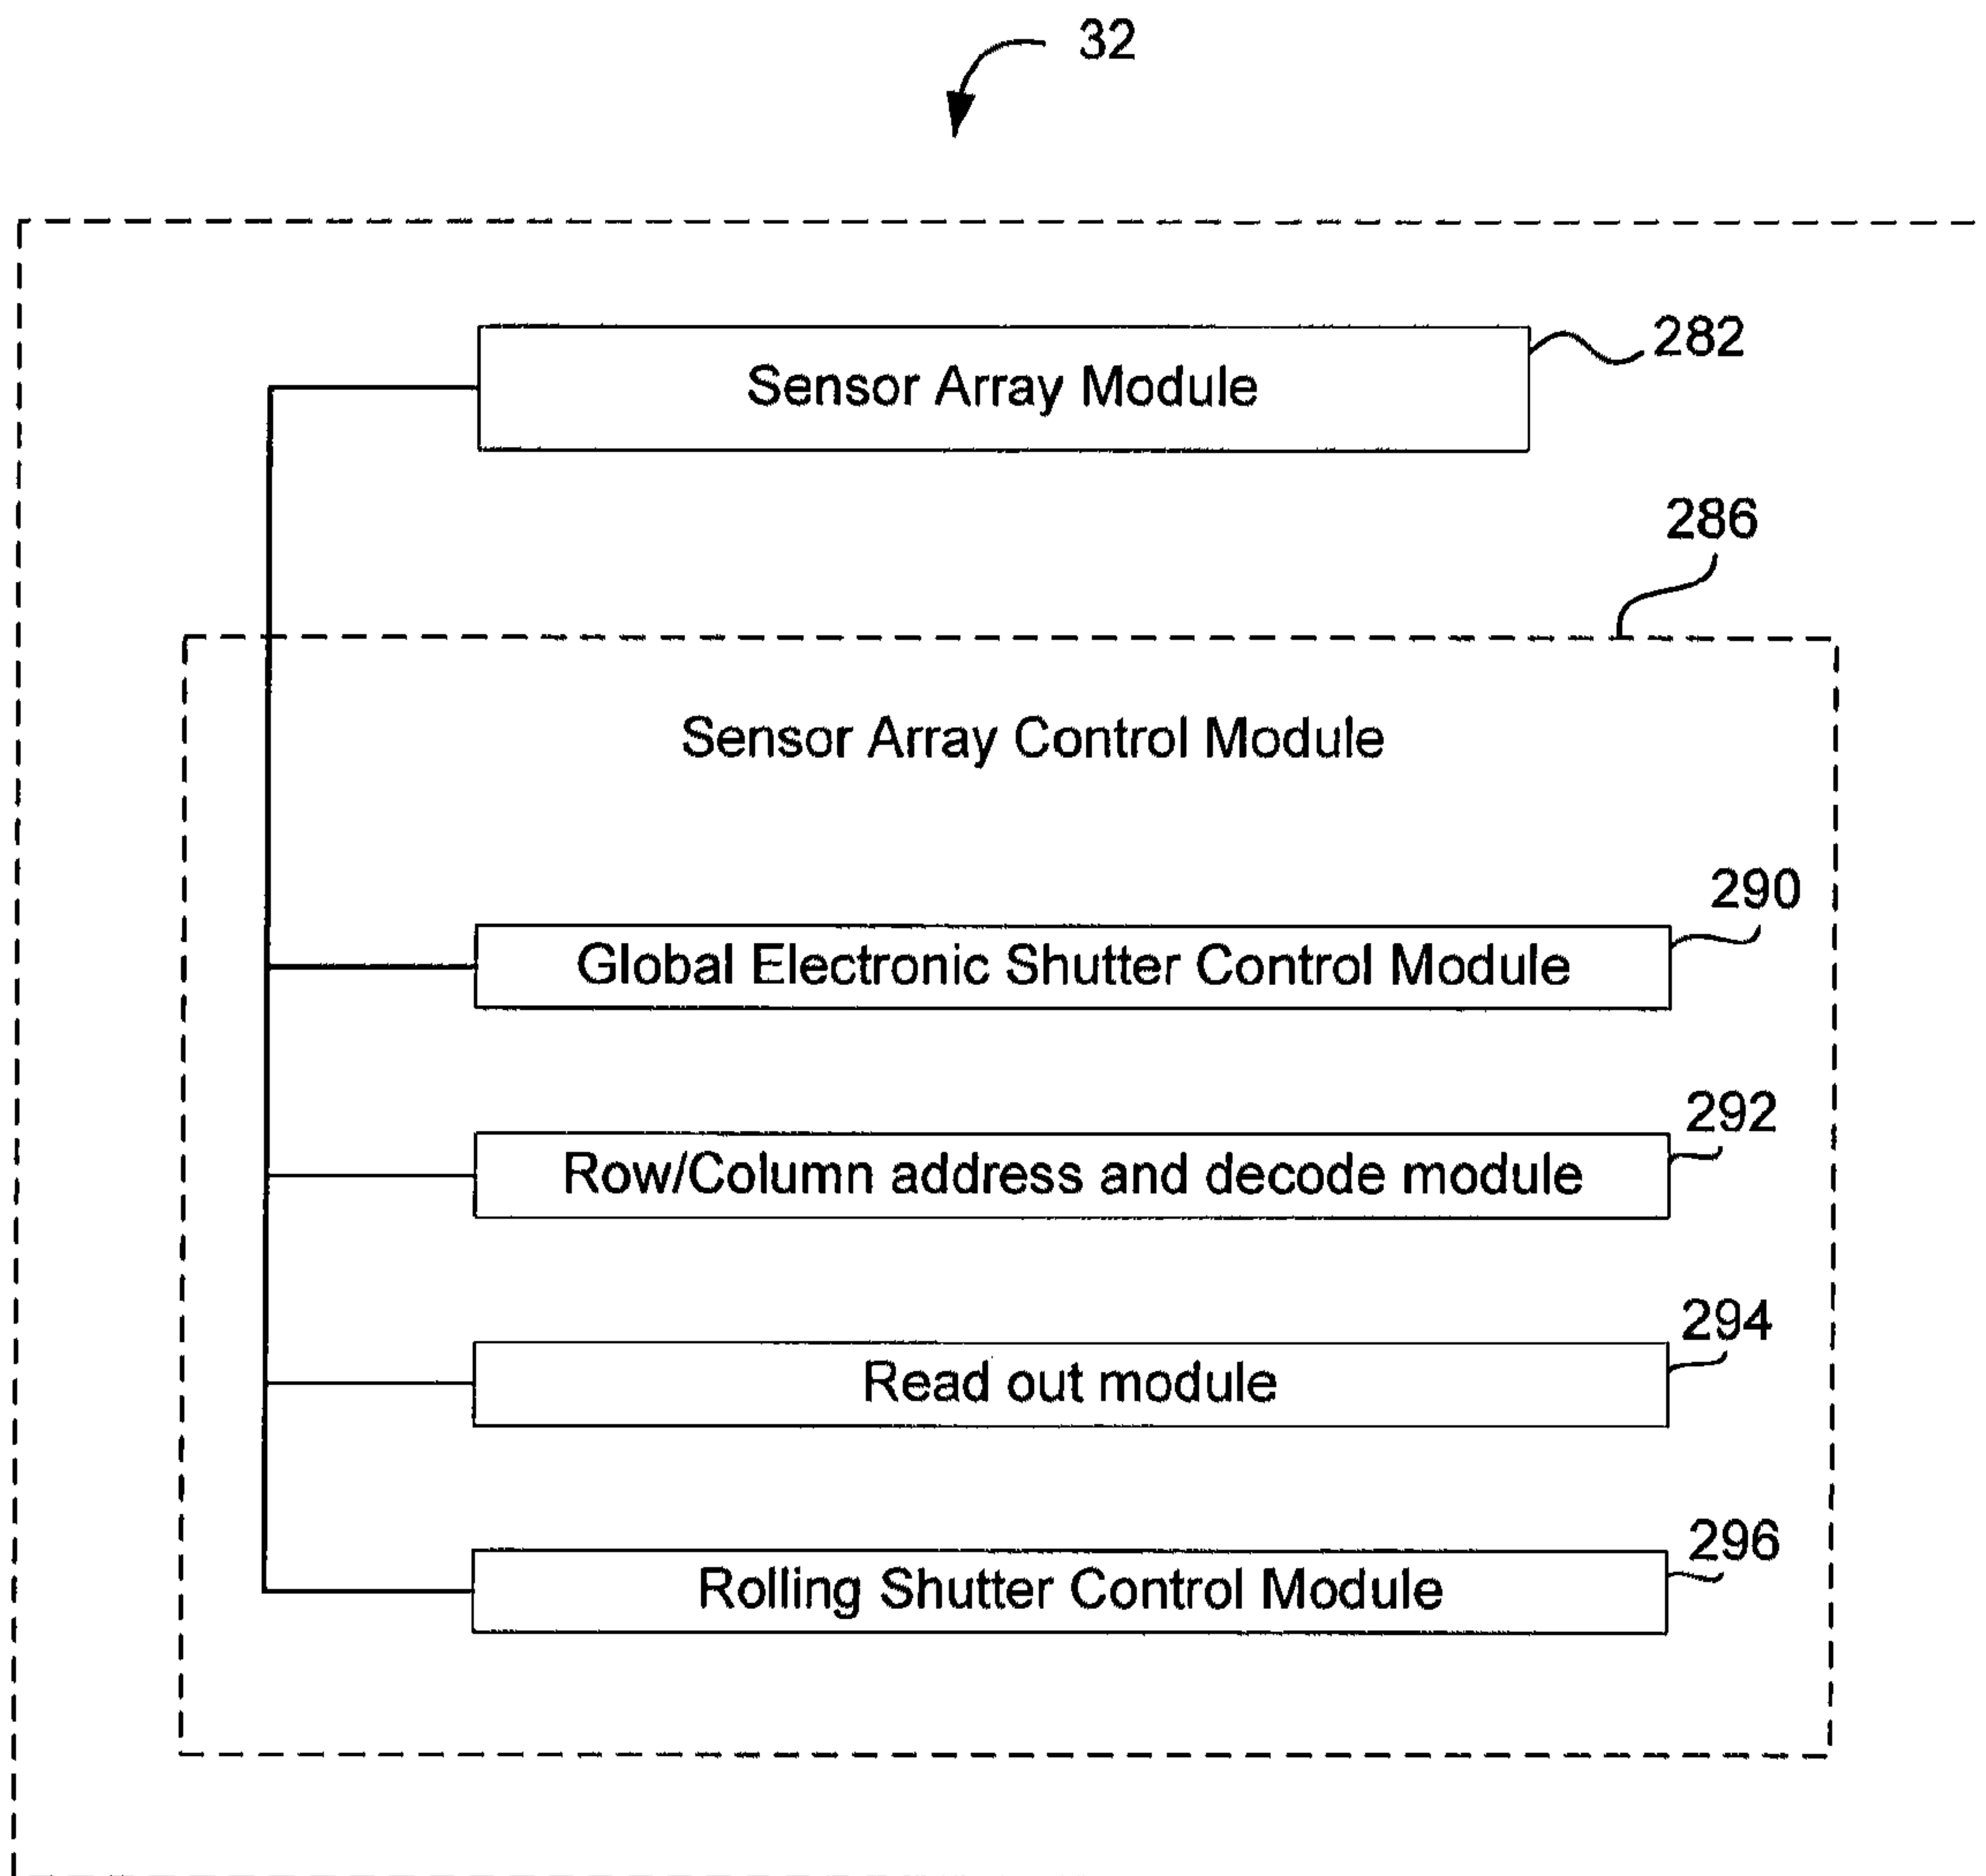 32
Sensor Array Module
282
286
Sensor Array Control Module
290
Global Electronic Shutter Control Module
292
Row/Column address and decode module
294
Read out module
296
Rolling Shutter Control Module